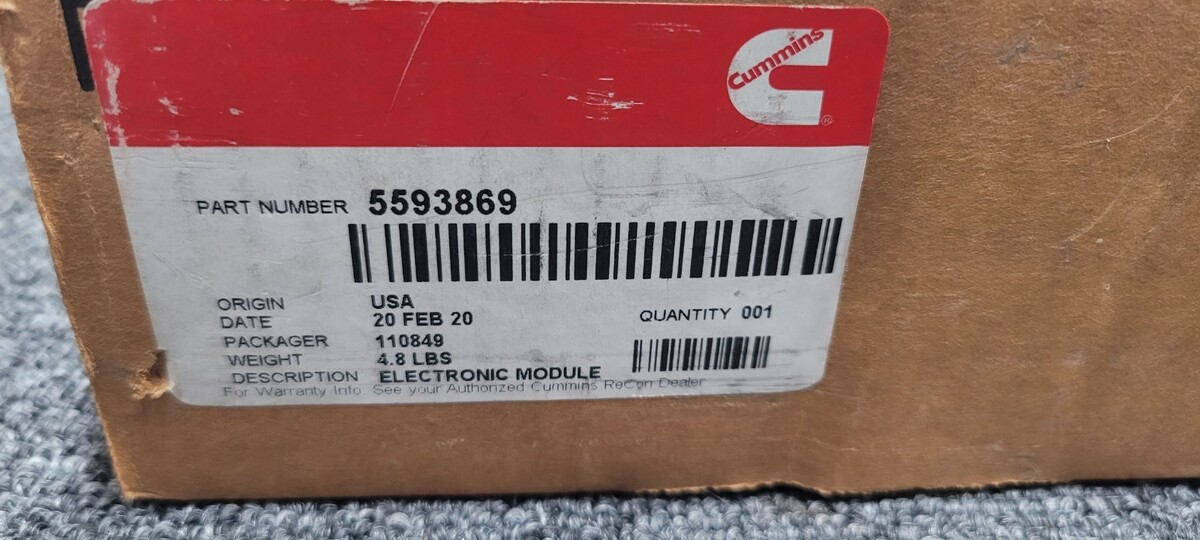 Cummins
®
PART NUMBER 5593869
ORIGIN USA
DATE 20 FEB 20
QUANTITY 001
PACKAGER 110849
WEIGHT 4.8 LBS
DESCRIPTION ELECTRONIC MODULE
For Warranty Info. See your Authorized Cummins ReCon Dealer